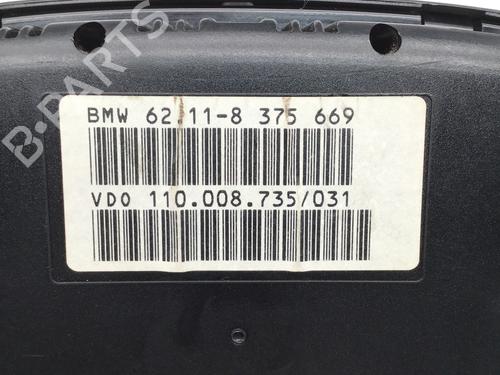 B-PARTS
BMW 62.11-8 375 669
VDO 110.008.735/031